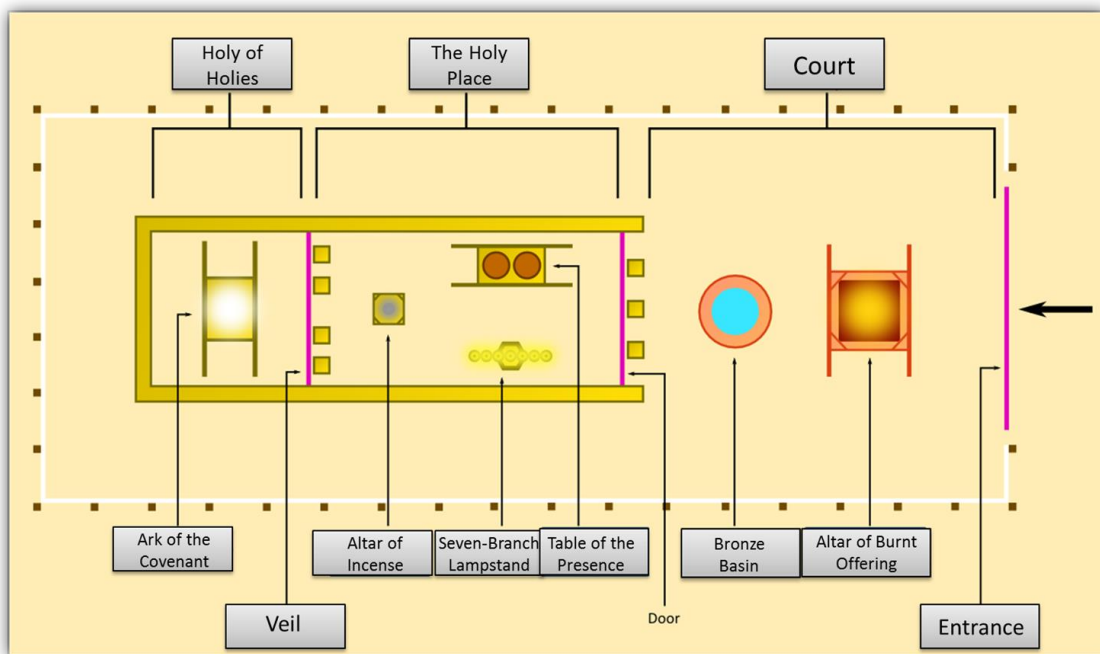 Holy of
Holies
The Holy
Place
Court
Ark of the
Covenant
Altar of
Incense
Seven-Branch
Lampstand
Table of the
Presence
Bronze
Basin
Altar of Burnt
Offering
Veil
Door
Entrance